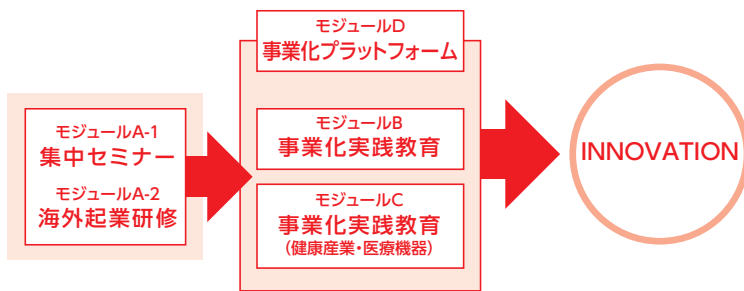 モジュールA-1
集中セミナー
モジュールA-2
海外起業研修
モジュールD
事業化プラットフォーム
モジュールB
事業化実践教育
モジュールC
事業化実践教育
(健康産業・医療機器)
INNOVATION